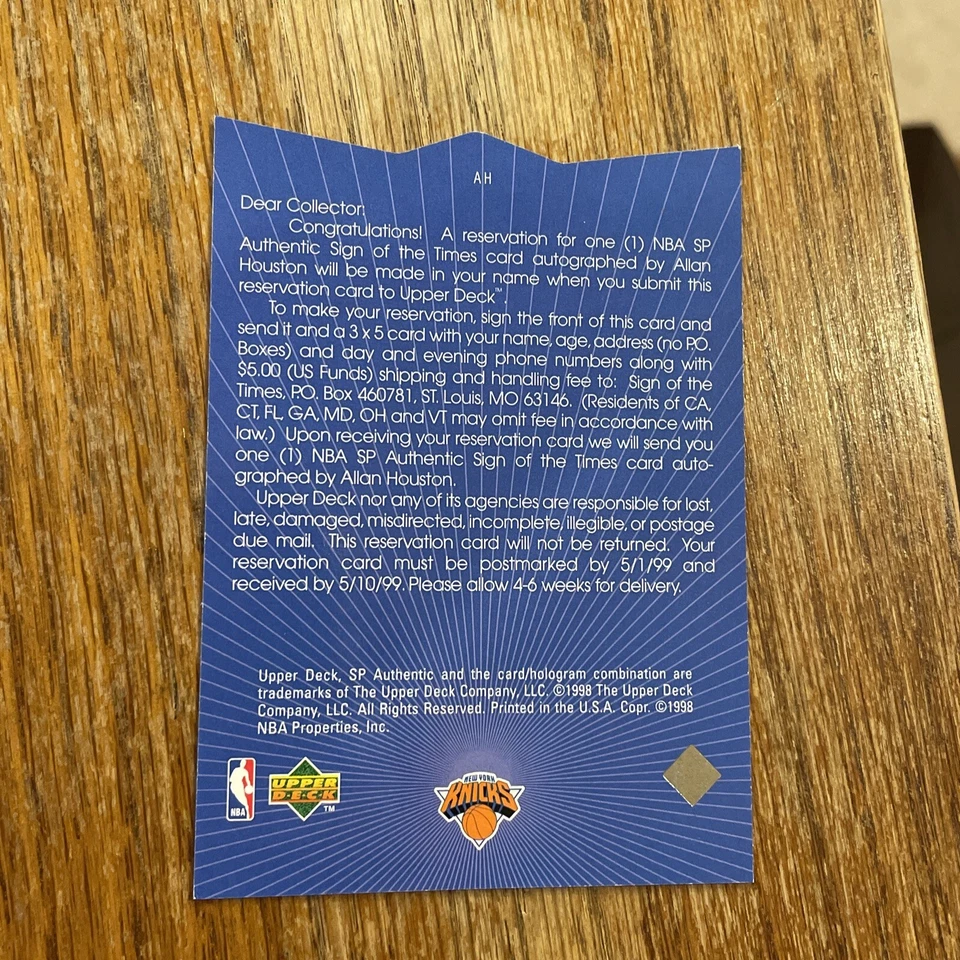 AH
Dear Collector:
Congratulations! A reservation for one (1) NBA SP
Authentic Sign of the Times card autographed by Allan
Houston will be made in your name when you submit this
reservation card to Upper Deck™.
To make your reservation, sign the front of this card and
send it and a 3 x 5 card with your name, age, address (no P.O.
Boxes) and day and evening phone numbers along with
$5.00 (US Funds) shipping and handling fee to: Sign of the
Times, P.O. Box 460781, ST. Louis, MO 63146. (Residents of CA,
CT, FL, GA, MD, OH and VT may omit fee in accordance with
law.) Upon receiving your reservation card we will send you
one (1) NBA SP Authentic Sign of the Times card auto-
graphed by Allan Houston.
Upper Deck nor any of its agencies are responsible for lost,
late, damaged, misdirected, incomplete, illegible, or postage
due mail. This reservation card will not be returned. Your
reservation card must be postmarked by 5/1/99 and
received by 5/10/99. Please allow 4-6 weeks for delivery.
Upper Deck, SP Authentic and the card/hologram combination are
trademarks of The Upper Deck Company, LLC. ©1998 The Upper Deck
Company, LLC. All Rights Reserved. Printed in the U.S.A. Copr. ©1998
NBA Properties, Inc.
NBA
UPPER
DECK
™
NEW YORK
KNICKS